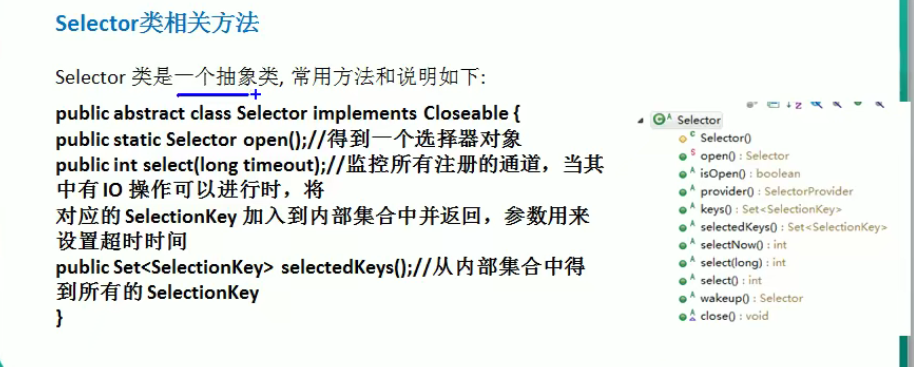 Selector类相关方法
Selector 类是一个抽象类, 常用方法和说明如下:
public abstract class Selector implements Closeable {
public static Selector open();//得到一个选择器对象
public int select(long timeout);//监控所有注册的通道，当其
中有 IO 操作可以进行时，将
对应的 SelectionKey 加入到内部集合中并返回，参数用来
设置超时时间
public Set<SelectionKey> selectedKeys();//从内部集合中得
到所有的 SelectionKey
}
Selector
Selector()
open() : Selector
isOpen() : boolean
provider() : SelectorProvider
keys() : Set<SelectionKey>
selectedKeys() : Set<SelectionKey>
selectNow() : int
select(long) : int
select() : int
wakeup() : Selector
close() : void